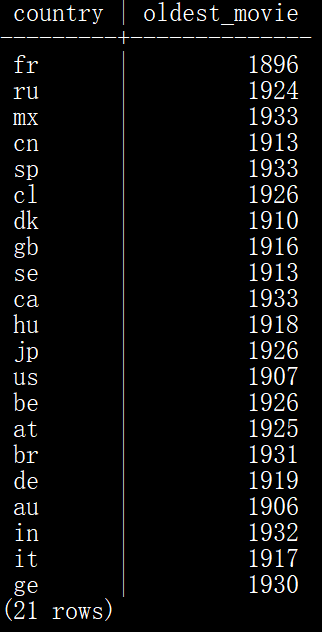 country | oldest_movie
---------+--------------
fr | 1896
ru | 1924
mx | 1933
cn | 1913
sp | 1933
cl | 1926
dk | 1910
gb | 1916
se | 1913
ca | 1933
hu | 1918
jp | 1926
us | 1907
be | 1926
at | 1925
br | 1931
de | 1919
au | 1906
in | 1932
it | 1917
ge | 1930
(21 rows)